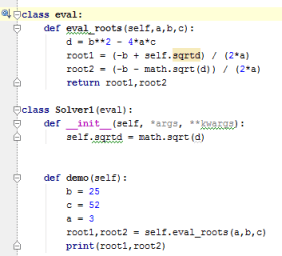 class eval:
    def eval_roots(self,a,b,c):
        d = b**2 - 4*a*c
        root1 = (-b + self.sqrtd) / (2*a)
        root2 = (-b - math.sqrt(d)) / (2*a)
        return root1,root2
class Solver1(eval):
    def __init__(self, *args, **kwargs):
        self.sqrtd = math.sqrt(d)
    def demo(self):
        b = 25
        c = 52
        a = 3
        root1,root2 = self.eval_roots(a,b,c)
        print(root1,root2)